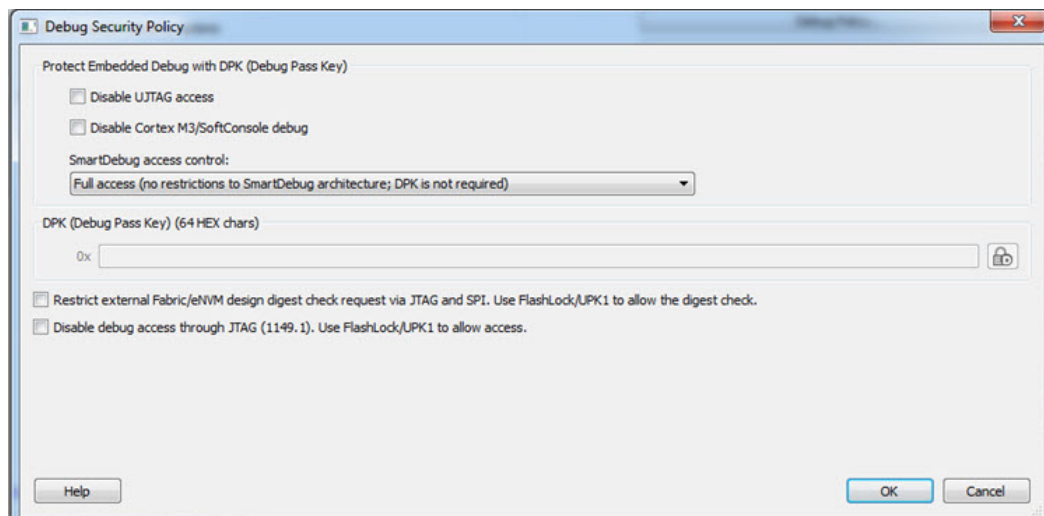 Debug Security Policy
Protect Embedded Debug with DPK (Debug Pass Key)
Disable UJTAG access
Disable Cortex M3/SoftConsole debug
SmartDebug access control:
Full access (no restrictions to SmartDebug architecture; DPK is not required)
DPK (Debug Pass Key) (64 HEX chars)
0x
Restrict external Fabric/eNVM design digest check request via JTAG and SPI. Use FlashLock/UPK1 to allow the digest check.
Disable debug access through JTAG (1149.1). Use FlashLock/UPK1 to allow access.
Help OK Cancel